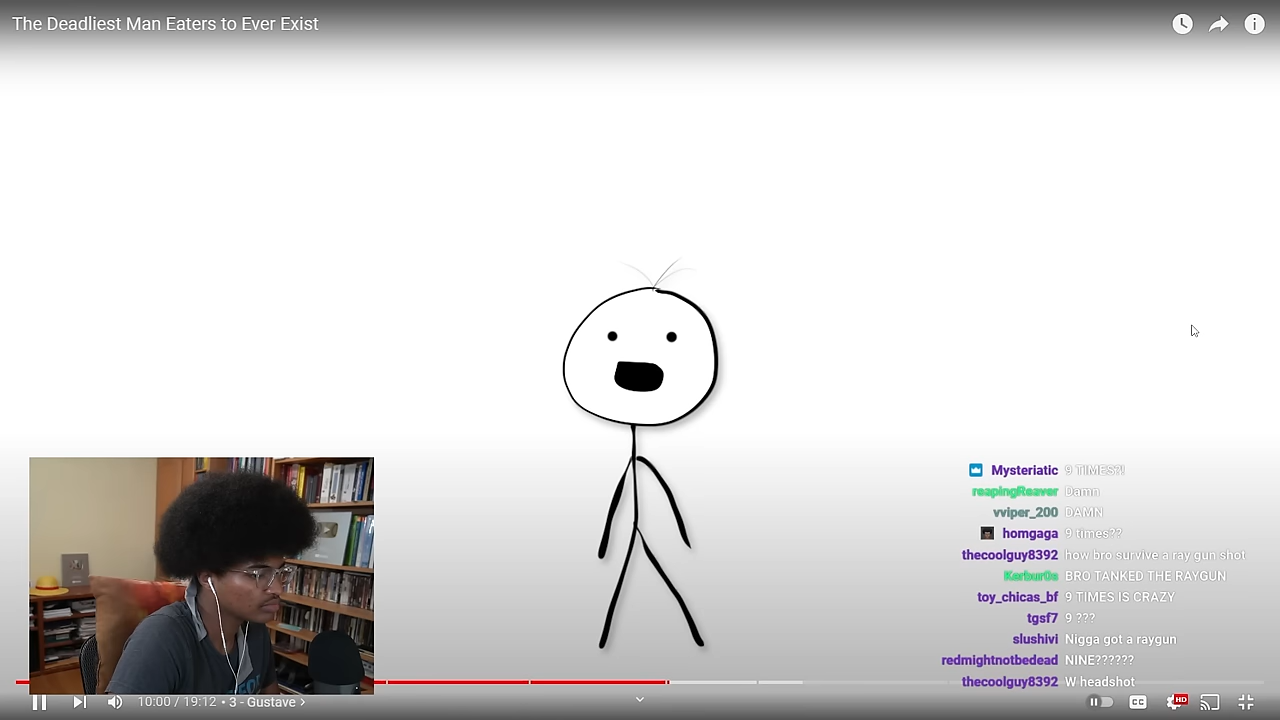 The Deadliest Man Eaters to Ever Exist
Mysteriatic 9 TIMES?!
reapingReaver Damn
vviper_200 DAMN
homgaga 9 times??
thecoolguy8392 how bro survive a ray gun shot
Kerbur0s BRO TANKED THE RAYGUN
toy_chicas_bf 9 TIMES IS CRAZY
tgsf7 9 ???
slushivi Nigga got a raygun
redmightnotbedead NINE??????
thecoolguy8392 W headshot
10:00 / 19:12 • 3 - Gustave >
CC
HD